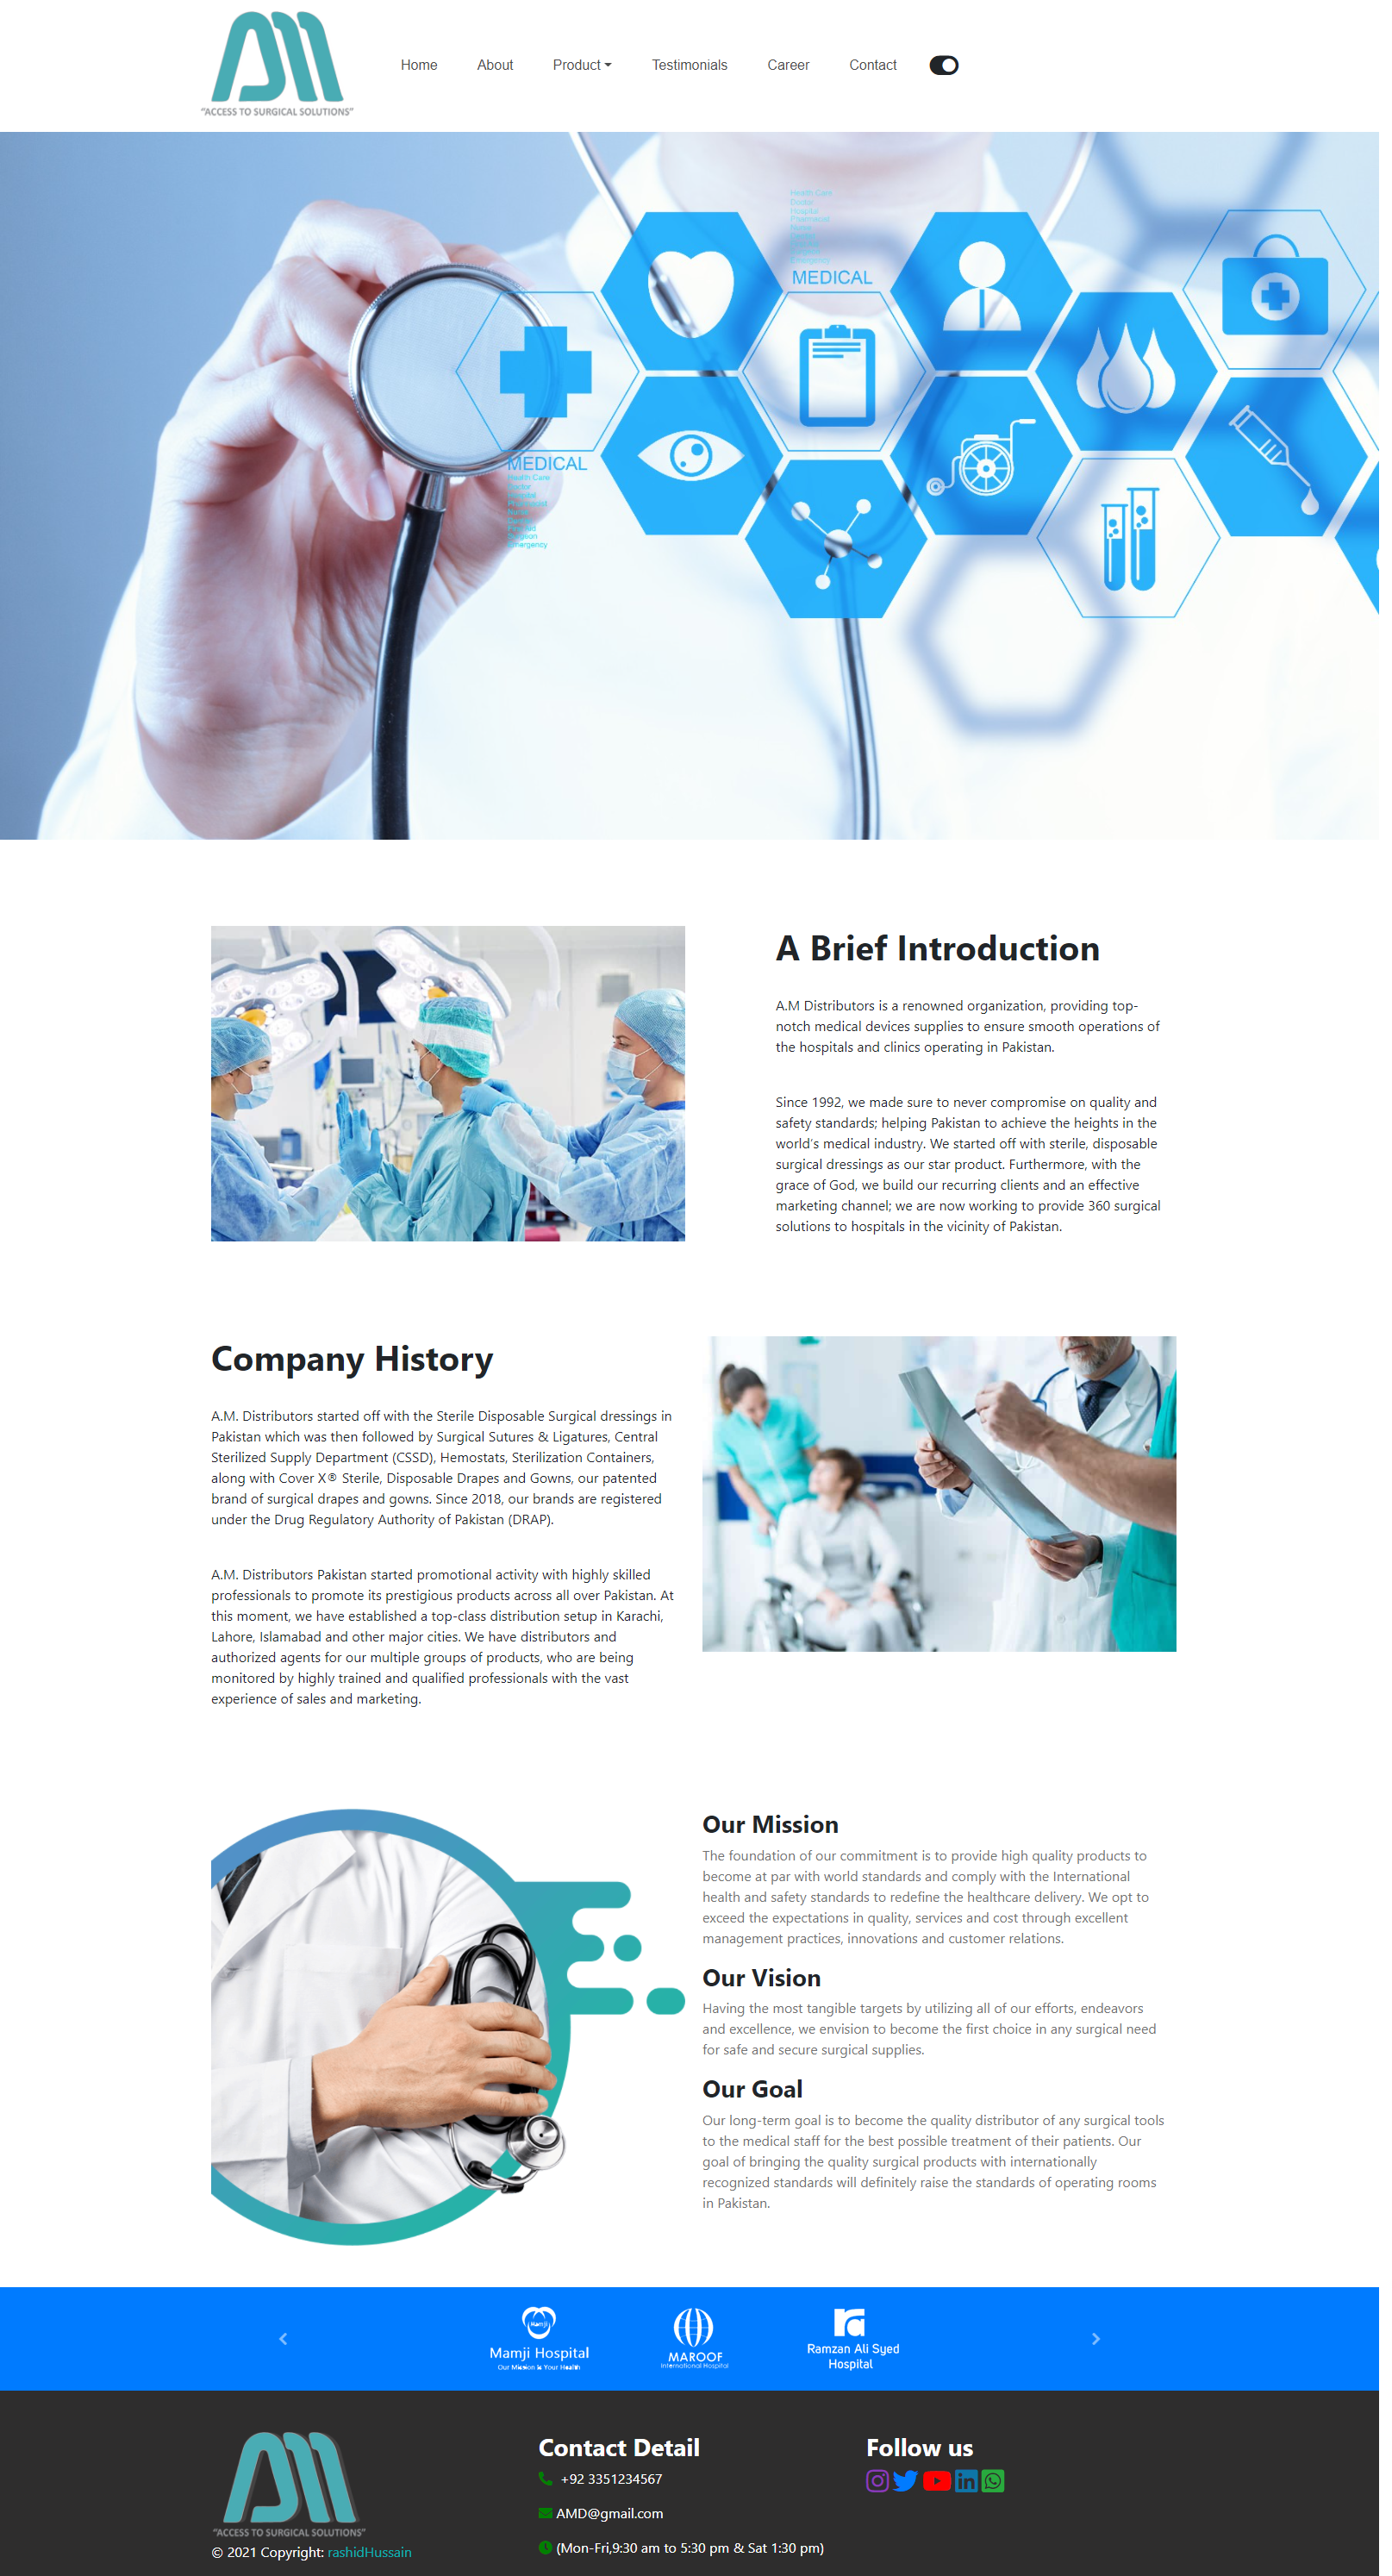 "ACCESS TO SURGICAL SOLUTIONS"
Home About Product Testimonials Career Contact
Health Care
Doctor
Hospital
Pharmacist
Nurse
Emergency
MEDICAL
MEDICAL
Health Care
Doctor
Hospital
Pharmacist
Nurse
Surgeon
Emergency
A Brief Introduction
A.M Distributors is a renowned organization, providing top-
notch medical devices supplies to ensure smooth operations of
the hospitals and clinics operating in Pakistan.
Since 1992, we made sure to never compromise on quality and
safety standards; helping Pakistan to achieve the heights in the
world's medical industry. We started off with sterile, disposable
surgical dressings as our star product. Furthermore, with the
grace of God, we build our recurring clients and an effective
marketing channel; we are now working to provide 360 surgical
solutions to hospitals in the vicinity of Pakistan.
Company History
A.M. Distributors started off with the Sterile Disposable Surgical dressings in
Pakistan which was then followed by Surgical Sutures & Ligatures, Central
Sterilized Supply Department (CSSD), Hemostats, Sterilization Containers,
along with Cover X® Sterile, Disposable Drapes and Gowns, our patented
brand of surgical drapes and gowns. Since 2018, our brands are registered
under the Drug Regulatory Authority of Pakistan (DRAP).
A.M. Distributors Pakistan started promotional activity with highly skilled
professionals to promote its prestigious products across all over Pakistan. At
this moment, we have established a top-class distribution setup in Karachi,
Lahore, Islamabad and other major cities. We have distributors and
authorized agents for our multiple groups of products, who are being
monitored by highly trained and qualified professionals with the vast
experience of sales and marketing.
Our Mission
The foundation of our commitment is to provide high quality products to
become at par with world standards and comply with the International
health and safety standards to redefine the healthcare delivery. We opt to
exceed the expectations in quality, services and cost through excellent
management practices, innovations and customer relations.
Our Vision
Having the most tangible targets by utilizing all of our efforts, endeavors
and excellence, we envision to become the first choice in any surgical need
for safe and secure surgical supplies.
Our Goal
Our long-term goal is to become the quality distributor of any surgical tools
to the medical staff for the best possible treatment of their patients. Our
goal of bringing the quality surgical products with internationally
recognized standards will definitely raise the standards of operating rooms
in Pakistan.
Mamji
Mamji Hospital
Our Mission is Your Health
MAROOF
International Hospital
Ramzan Ali Syed
Hospital
"ACCESS TO SURGICAL SOLUTIONS"
© 2021 Copyright: rashidHussain
Contact Detail
+92 3351234567
AMD@gmail.com
(Mon-Fri,9:30 am to 5:30 pm & Sat 1:30 pm)
Follow us